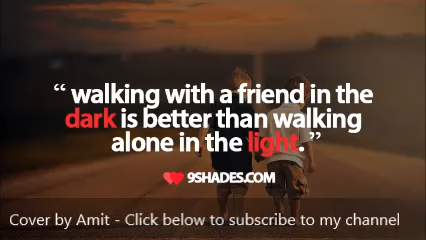 “ walking with a friend in the
dark is better than walking
alone in the light. ”
9SHADES.COM
Cover by Amit - Click below to subscribe to my channel